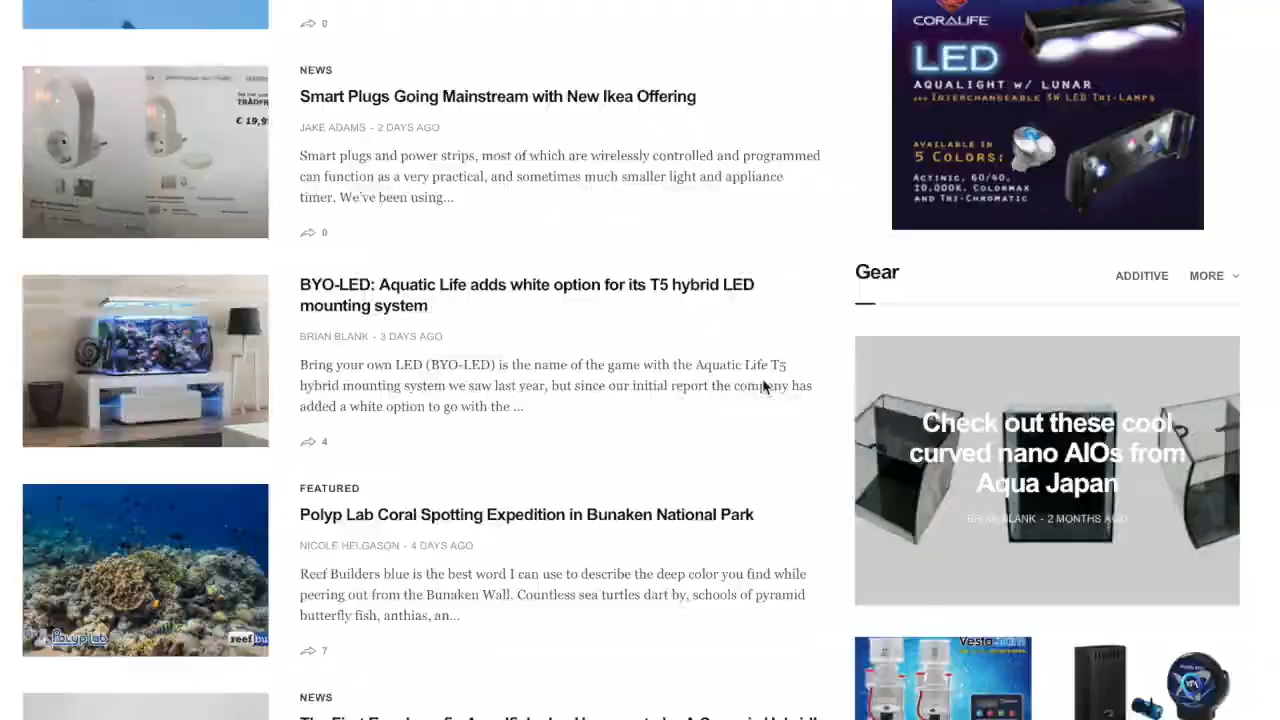 0
NEWS
Smart Plugs Going Mainstream with New Ikea Offering
JAKE ADAMS - 2 DAYS AGO
Smart plugs and power strips, most of which are wirelessly controlled and programmed
can function as a very practical, and sometimes much smaller light and appliance
timer. We've been using...
0
TRÅDFR
€ 19,9
BYO-LED: Aquatic Life adds white option for its T5 hybrid LED
mounting system
BRIAN BLANK - 3 DAYS AGO
Bring your own LED (BYO-LED) is the name of the game with the Aquatic Life T5
hybrid mounting system we saw last year, but since our initial report the company has
added a white option to go with the ...
4
FEATURED
Polyp Lab Coral Spotting Expedition in Bunaken National Park
NICOLE HELGASON - 4 DAYS AGO
Reef Builders blue is the best word I can use to describe the deep color you find while
peering out from the Bunaken Wall. Countless sea turtles dart by, schools of pyramid
butterfly fish, anthias, an...
7
Polyplab
reefbu
NEWS
CORALIFE
LED
AQUALIGHT W/ LUNAR
AND INTERCHANGEABLE 3W LED TRI-LAMPS
AVAILABLE IN
5 COLORS:
ACTINIC, 60/40,
10,000K, COLORMAX
AND TRI-CHROMATIC
Gear
ADDITIVE MORE
Check out these cool
curved nano AIOs from
Aqua Japan
BRIAN BLANK - 2 MONTHS AGO
Vesta